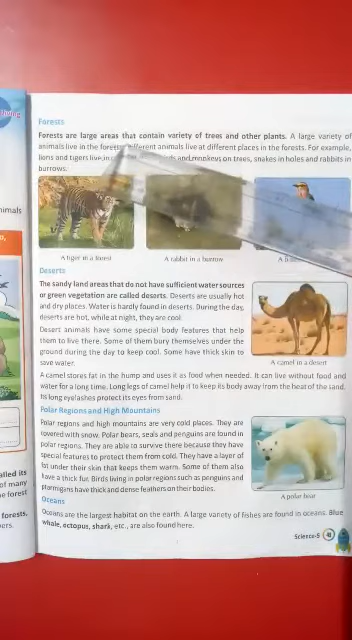 Living
nimals
alled its
of many
e forest
forests,
ers.
Forests
Forests are large areas that contain variety of trees and other plants. A large variety of
animals live in the forests. Different animals live at different places in the forests. For example,
lions and tigers live in and monkeys on trees, snakes in holes and rabbits in
burrows.
A tiger in a forest
A rabbit in a burrow
A
Deserts
The sandy land areas that do not have sufficient water sources
or green vegetation are called deserts. Deserts are usually hot
and dry places. Water is hardly found in deserts. During the day,
deserts are hot, while at night, they are cool.
Desert animals have some special body features that help
them to live there. Some of them bury themselves under the
ground during the day to keep cool. Some have thick skin to
save water.
A camel in a desert
A camel stores fat in the hump and uses it as food when needed. It can live without food and
water for a long time. Long legs of camel help it to keep its body away from the heat of the sand.
Its long eyelashes protect its eyes from sand.
Polar Regions and High Mountains
Polar regions and high mountains are very cold places. They are
covered with snow. Polar bears, seals and penguins are found in
polar regions. They are able to survive there because they have
special features to protect them from cold. They have a layer of
fat under their skin that keeps them warm. Some of them also
have a thick fur. Birds living in polar regions such as penguins and
ptarmigans have thick and dense feathers on their bodies.
A polar bear
Oceans
Oceans are the largest habitat on the earth. A large variety of fishes are found in oceans. Blue
whale, octopus, shark, etc., are also found here.
Science-5